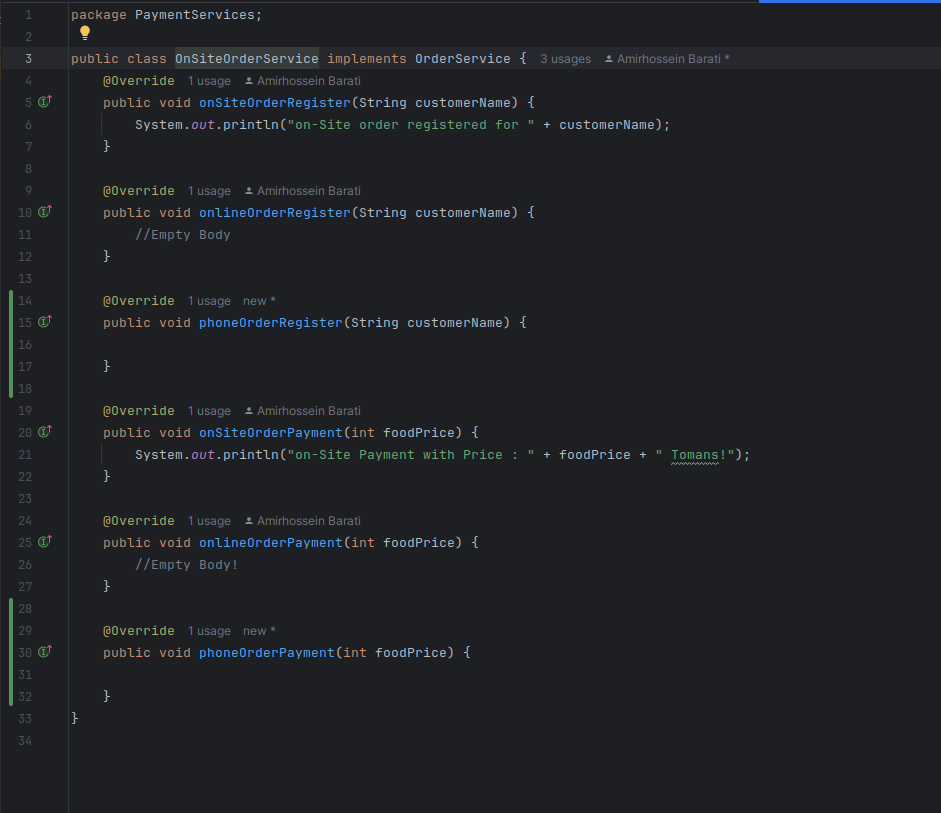 1 package PaymentServices;
2
3 public class OnSiteOrderService implements OrderService { 3 usages Amirhossein Barati *
4 @Override 1 usage Amirhossein Barati
5 public void onSiteOrderRegister(String customerName) {
6 System.out.println("on-Site order registered for " + customerName);
7 }
8
9 @Override 1 usage Amirhossein Barati
10 public void onlineOrderRegister(String customerName) {
11 //Empty Body
12 }
13
14 @Override 1 usage new *
15 public void phoneOrderRegister(String customerName) {
16
17 }
18
19 @Override 1 usage Amirhossein Barati
20 public void onSiteOrderPayment(int foodPrice) {
21 System.out.println("on-Site Payment with Price : " + foodPrice + " Tomans!");
22 }
23
24 @Override 1 usage Amirhossein Barati
25 public void onlineOrderPayment(int foodPrice) {
26 //Empty Body!
27 }
28
29 @Override 1 usage new *
30 public void phoneOrderPayment(int foodPrice) {
31
32 }
33 }
34